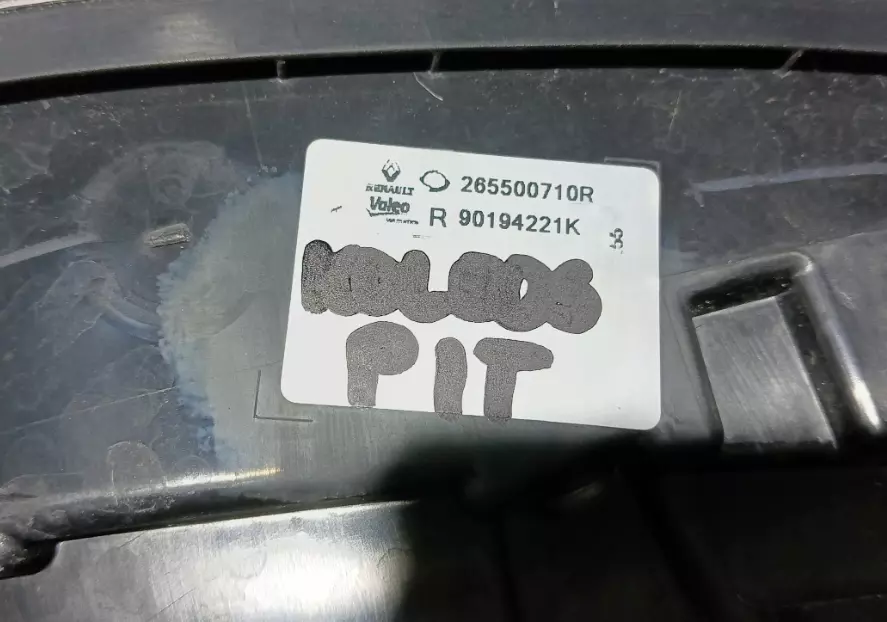 RENAULT
265500710R
Valeo
R 90194221K
KOLEOS
PIT